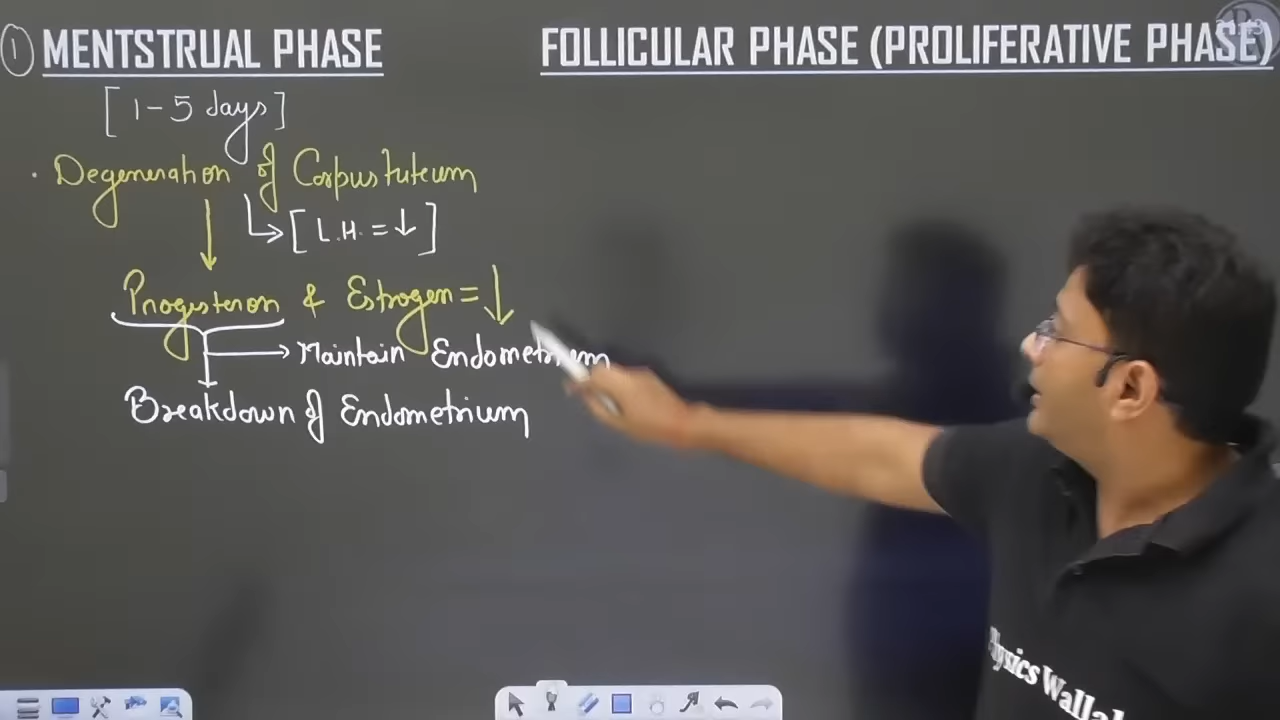 ① MENTSTRUAL PHASE
FOLLICULAR PHASE (PROLIFERATIVE PHASE)
[1-5 days]
• Degeneration of Corpus luteum
[L.H. = ↓]
Progesteron & Estrogen = ↓
Maintain Endometrium
Breakdown of Endometrium
Physics Walla